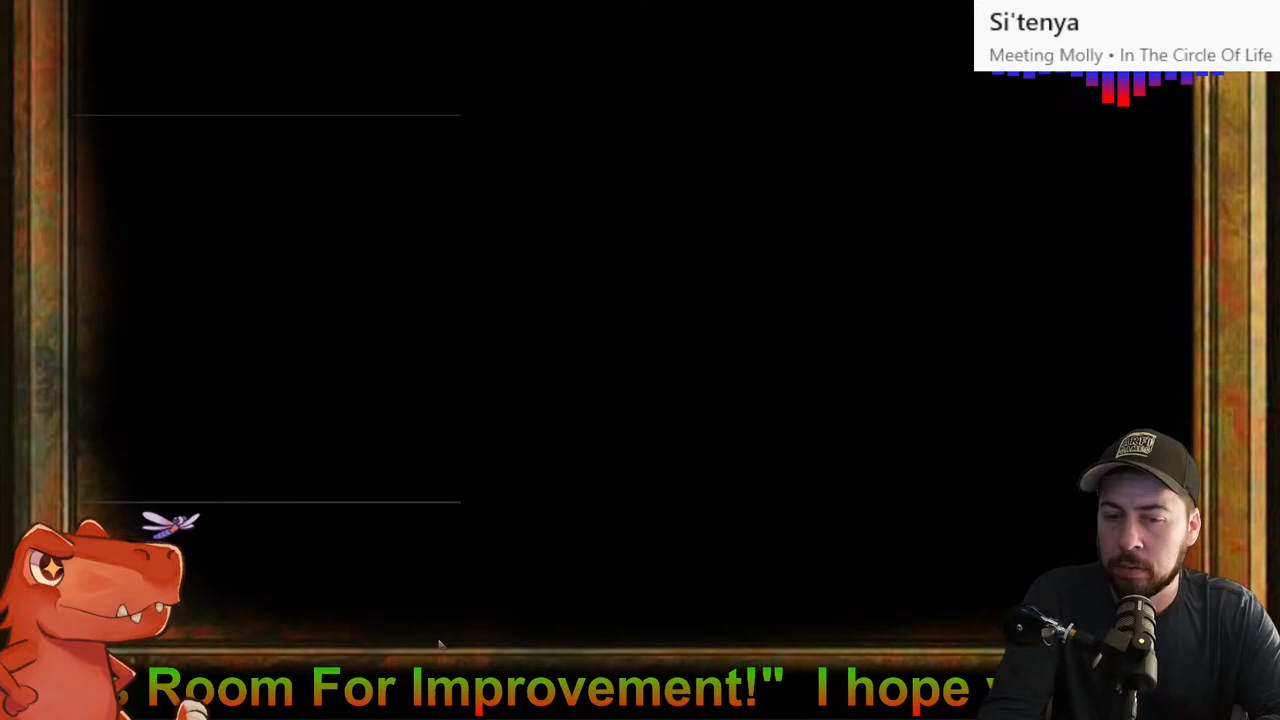 Si'tenya
Meeting Molly • In The Circle Of Life
Room For Improvement!" I hope